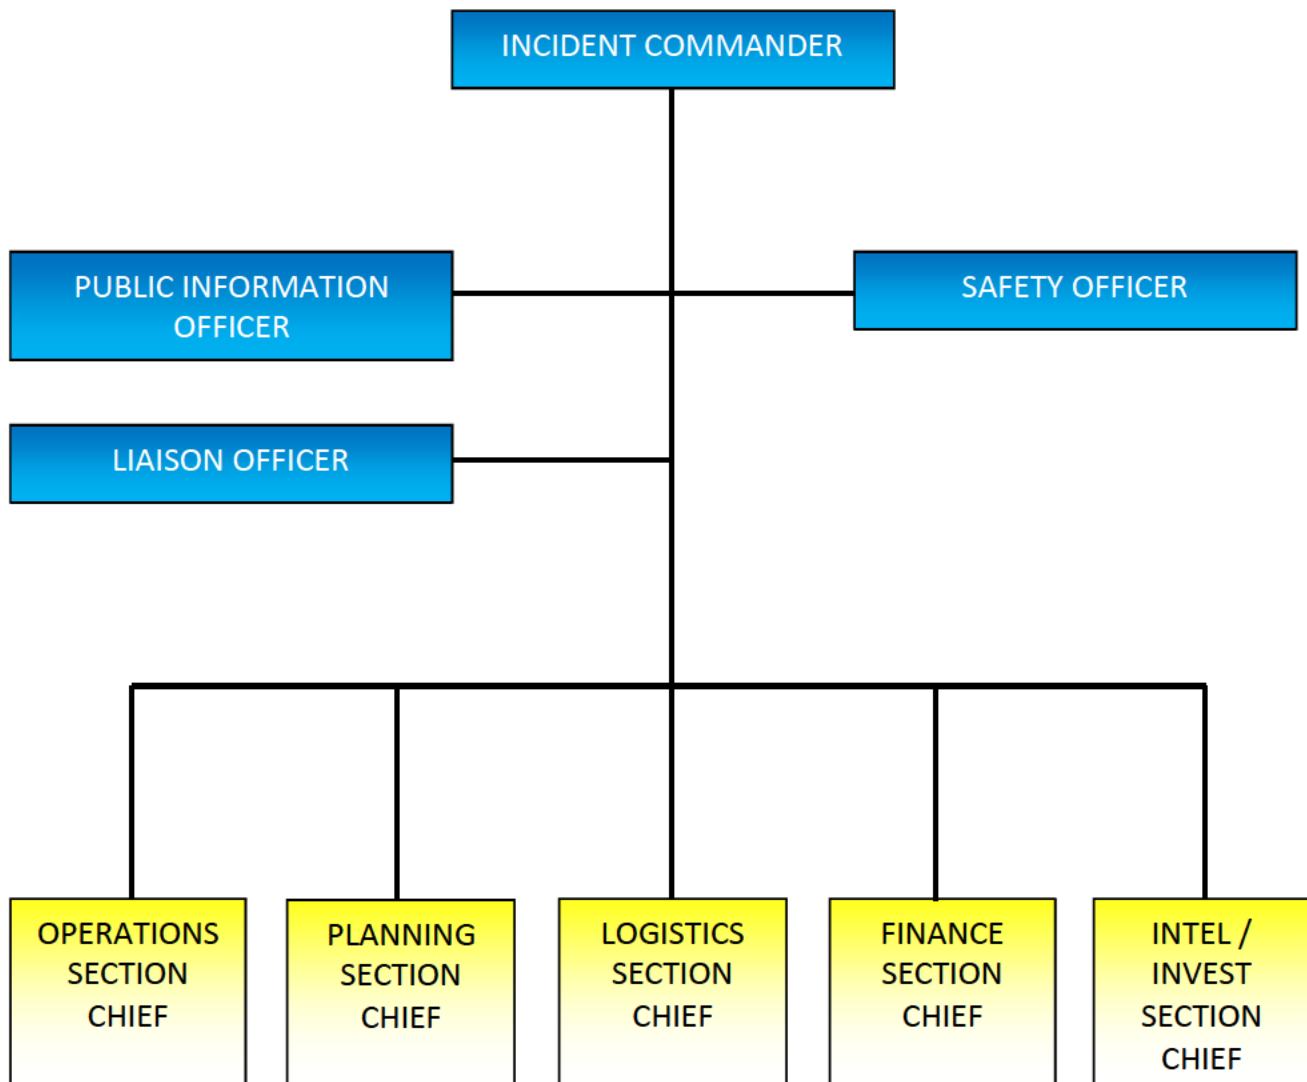 INCIDENT COMMANDER
PUBLIC INFORMATION
OFFICER
SAFETY OFFICER
LIAISON OFFICER
OPERATIONS
SECTION
CHIEF
PLANNING
SECTION
CHIEF
LOGISTICS
SECTION
CHIEF
FINANCE
SECTION
CHIEF
INTEL /
INVEST
SECTION
CHIEF